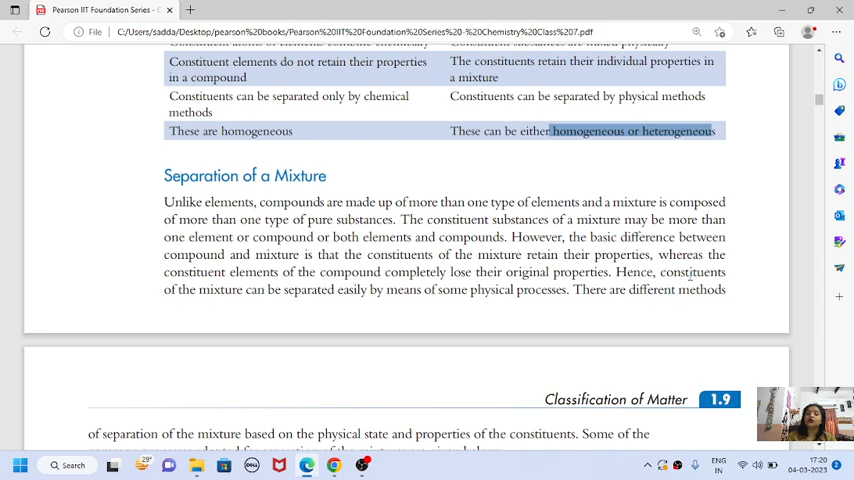 Pearson IIT Foundation Series - C
File
C:/Users/sadda/Desktop/pearson%20books/Pearson%20IIT%20Foundation%20Series%20-%20Chemistry%20Class%207.pdf
Constituent atoms of elements combine chemically
Constituent substances are mixed physically
Constituent elements do not retain their properties
in a compound
The constituents retain their individual properties in
a mixture
Constituents can be separated only by chemical
methods
Constituents can be separated by physical methods
These are homogeneous
These can be either homogeneous or heterogeneous
Separation of a Mixture
Unlike elements, compounds are made up of more than one type of elements and a mixture is composed
of more than one type of pure substances. The constituent substances of a mixture may be more than
one element or compound or both elements and compounds. However, the basic difference between
compound and mixture is that the constituents of the mixture retain their properties, whereas the
constituent elements of the compound completely lose their original properties. Hence, constituents
of the mixture can be separated easily by means of some physical processes. There are different methods
Classification of Matter 1.9
of separation of the mixture based on the physical state and properties of the constituents. Some of the
Search
29°
DELL
ENG
IN
17:20
04-03-2023
2